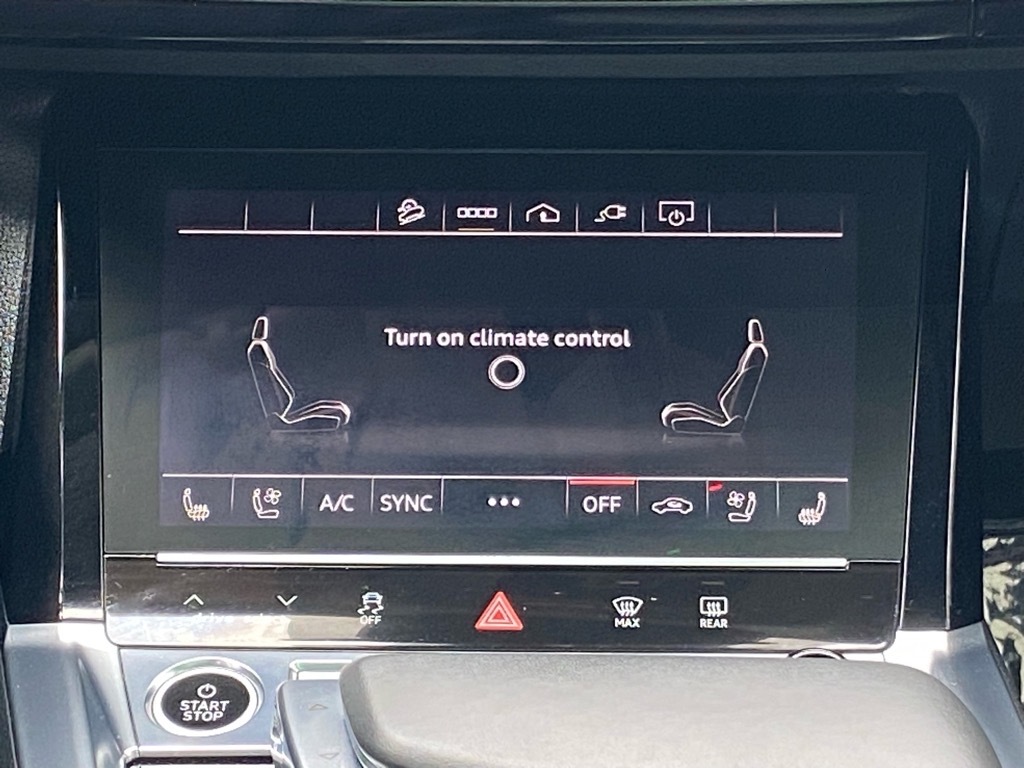 Turn on climate control
A/C SYNC OFF
OFF MAX REAR
START
STOP